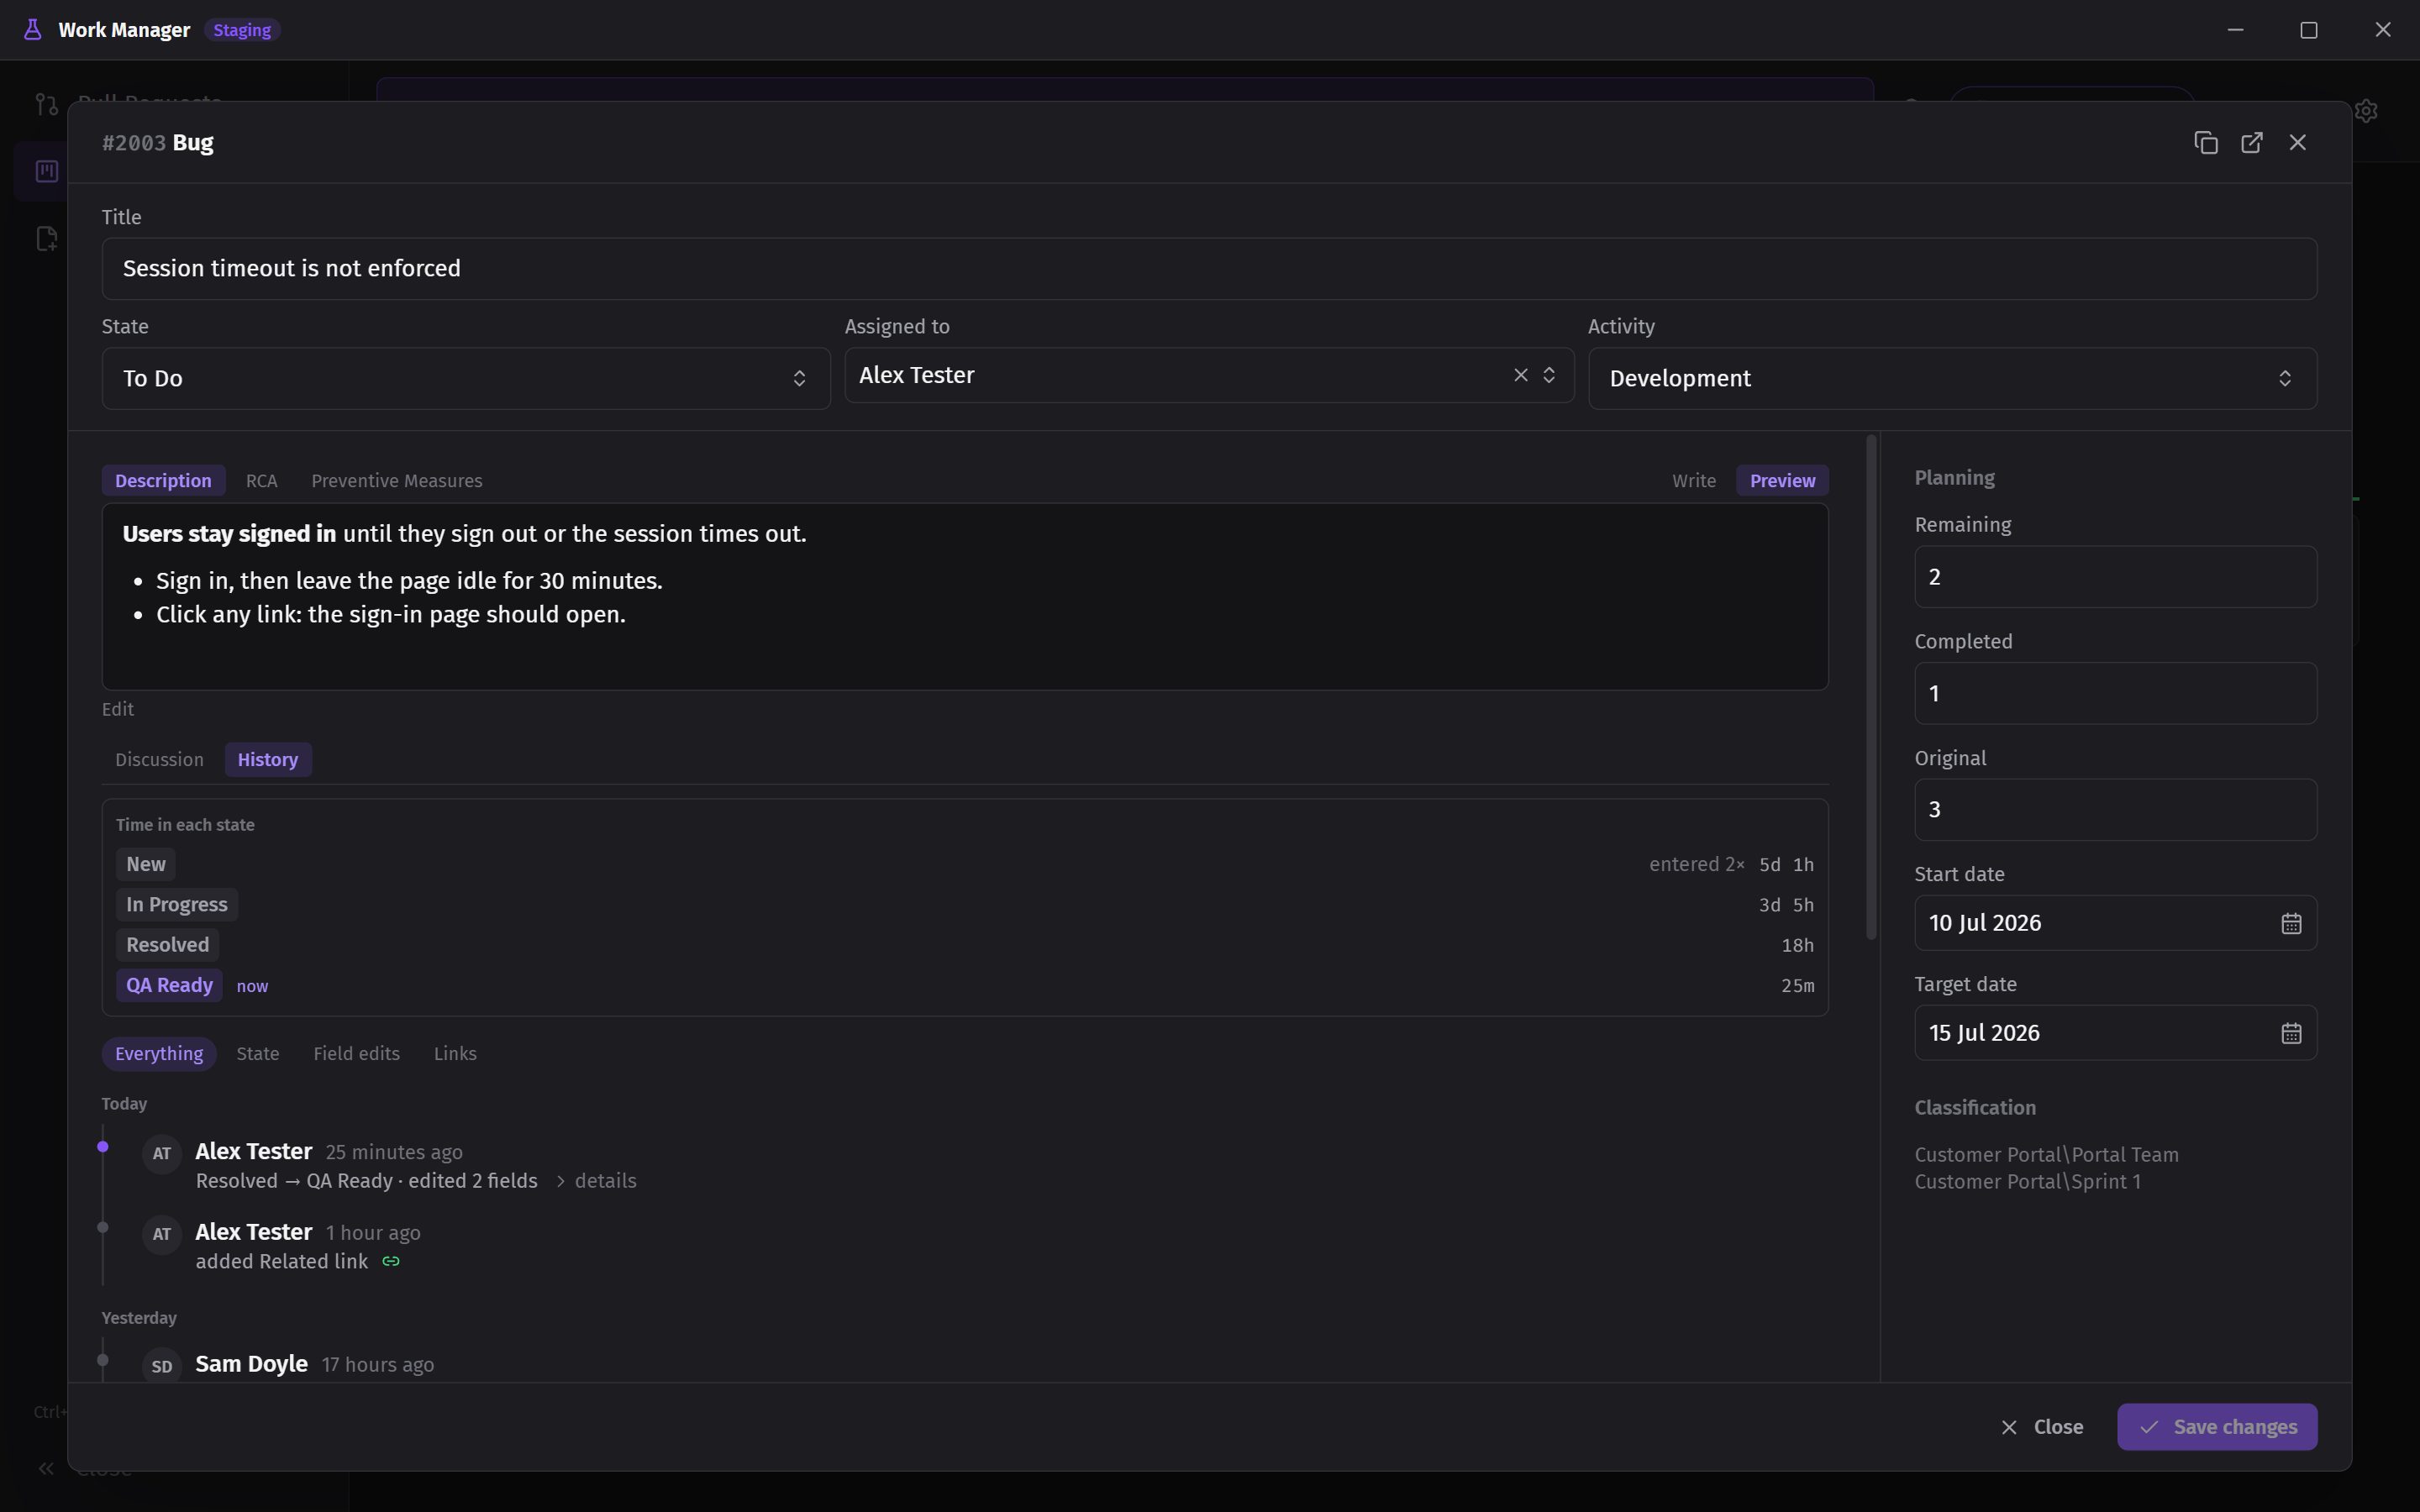 Work Manager Staging
Pull Requests
#2003 Bug
Title
Session timeout is not enforced
State
Assigned to
Activity
To Do
Alex Tester
Development
Description RCA Preventive Measures Write Preview
Users stay signed in until they sign out or the session times out.
• Sign in, then leave the page idle for 30 minutes.
• Click any link: the sign-in page should open.
Edit
Discussion History
Time in each state
New entered 2× 5d 1h
In Progress 3d 5h
Resolved 18h
QA Ready now 25m
Everything State Field edits Links
Today
AT Alex Tester 25 minutes ago
Resolved → QA Ready · edited 2 fields > details
AT Alex Tester 1 hour ago
added Related link
Yesterday
SD Sam Doyle 17 hours ago
Planning
Remaining
2
Completed
1
Original
3
Start date
10 Jul 2026
Target date
15 Jul 2026
Classification
Customer Portal\Portal Team
Customer Portal\Sprint 1
Ctrl+
Close
Close Save changes